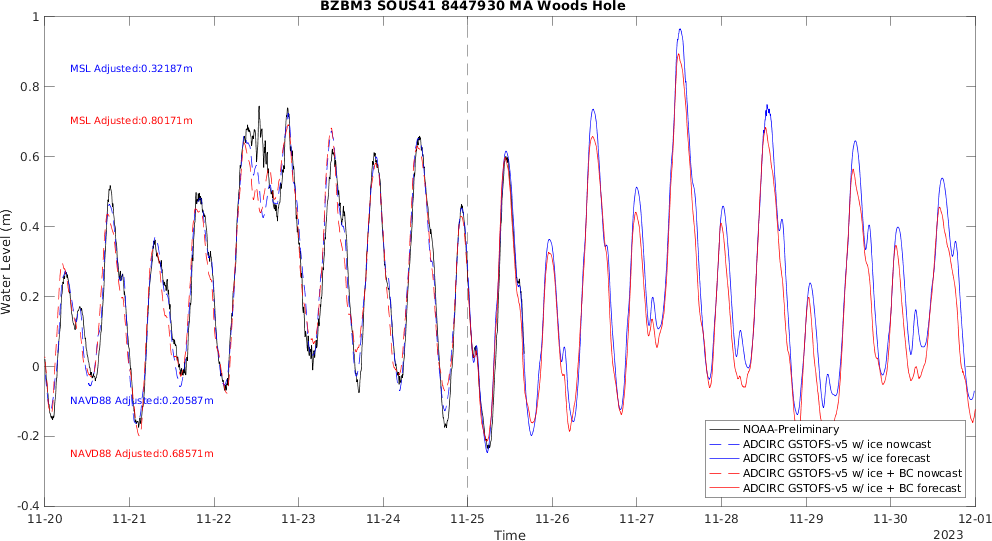 BZBM3 SOUS41 8447930 MA Woods Hole
Water Level (m)
1
0.8
0.6
0.4
0.2
0
-0.2
-0.4
MSL Adjusted:0.32187m
MSL Adjusted:0.80171m
NAVD88 Adjusted:0.20587m
NAVD88 Adjusted:0.68571m
NOAA-Preliminary
ADCIRC GSTOFS-v5 w/ ice nowcast
ADCIRC GSTOFS-v5 w/ ice forecast
ADCIRC GSTOFS-v5 w/ ice + BC nowcast
ADCIRC GSTOFS-v5 w/ ice + BC forecast
11-20 11-21 11-22 11-23 11-24 11-25 11-26 11-27 11-28 11-29 11-30 12-01
Time
2023